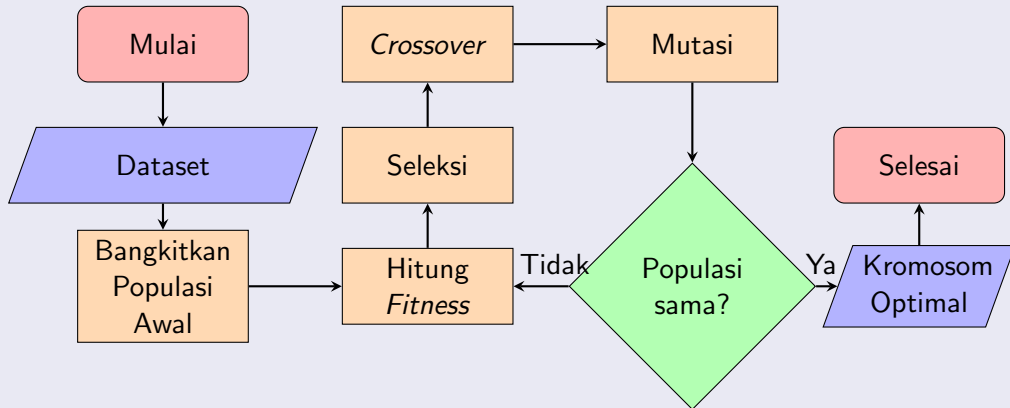 Mulai
Dataset
Bangkitkan
Populasi
Awal
Hitung
Fitness
Seleksi
Crossover
Mutasi
Populasi
sama?
Tidak
Ya
Kromosom
Optimal
Selesai